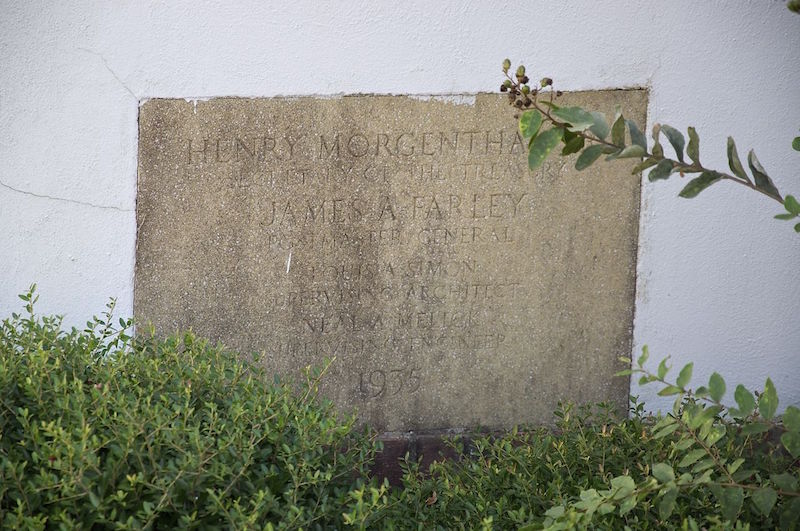 HENRY MORGENTHA
SECRETARY OF THE TREASURY
JAMES A FARLEY
POSTMASTER GENERAL
LOUIS A SIMON
SUPERVISING ARCHITECT
NEAL A MELICK
SUPERVISING ENGINEER
1935